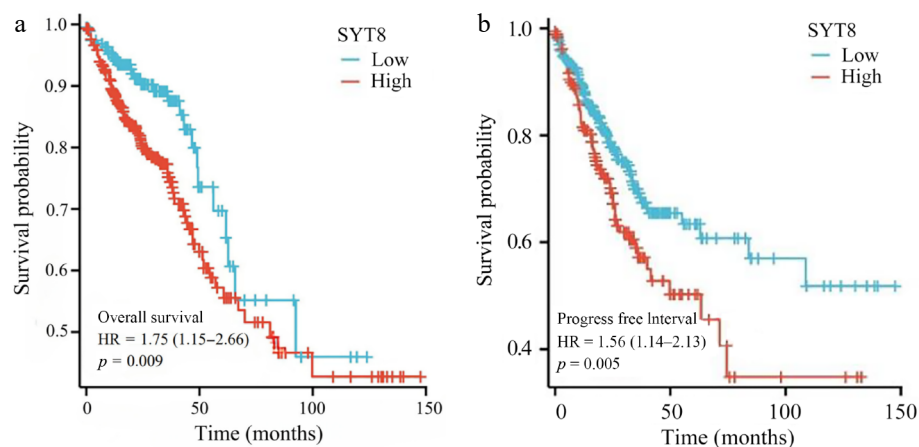 a
SYT8
Low
High
1.0
0.9
0.8
0.7
0.6
0.5
Survival probability
Overall survival
HR = 1.75 (1.15−2.66)
p = 0.009
0
50
100
150
Time (months)
b
SYT8
Low
High
1.0
0.8
0.6
0.4
Survival probability
Progress free Interval
HR = 1.56 (1.14–2.13)
p = 0.005
0
50
100
150
Time (months)